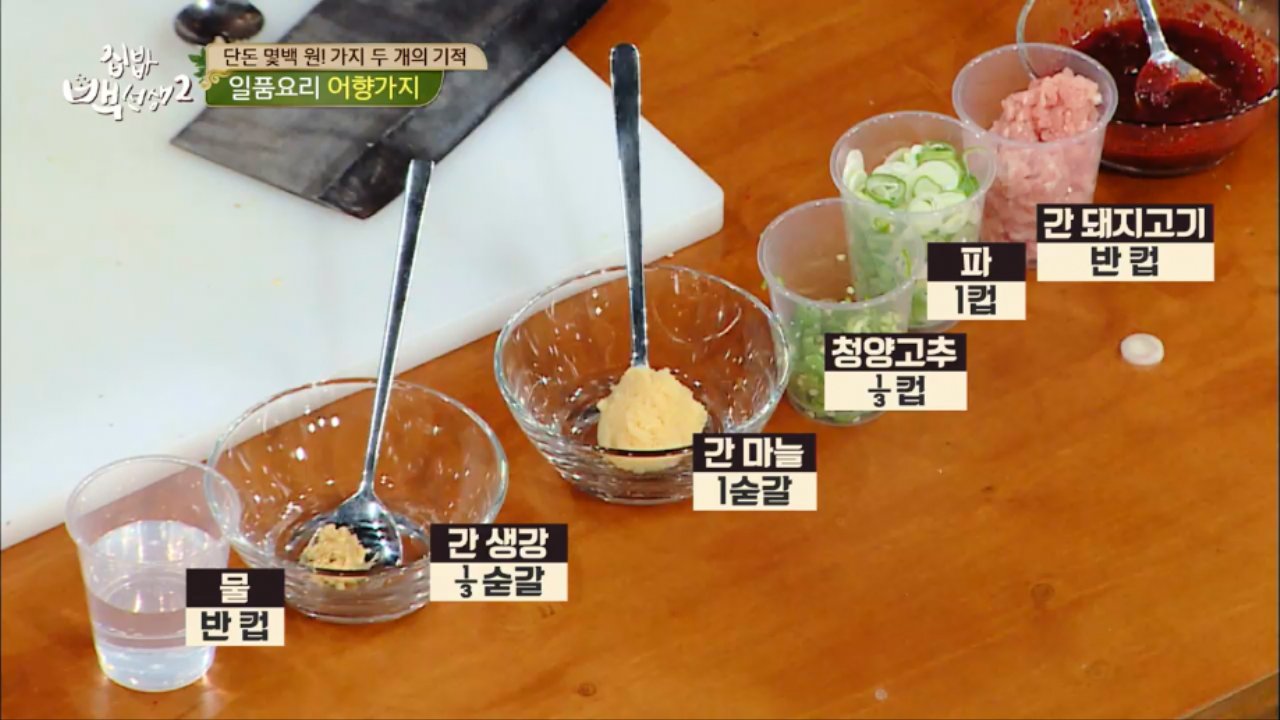 집밥
백선생2
단돈 몇백 원! 가지 두 개의 기적
일품요리 어향가지
간 돼지고기
반 컵
파
1컵
청양고추
⅓컵
간 마늘
1숟갈
간 생강
⅓숟갈
물
반 컵